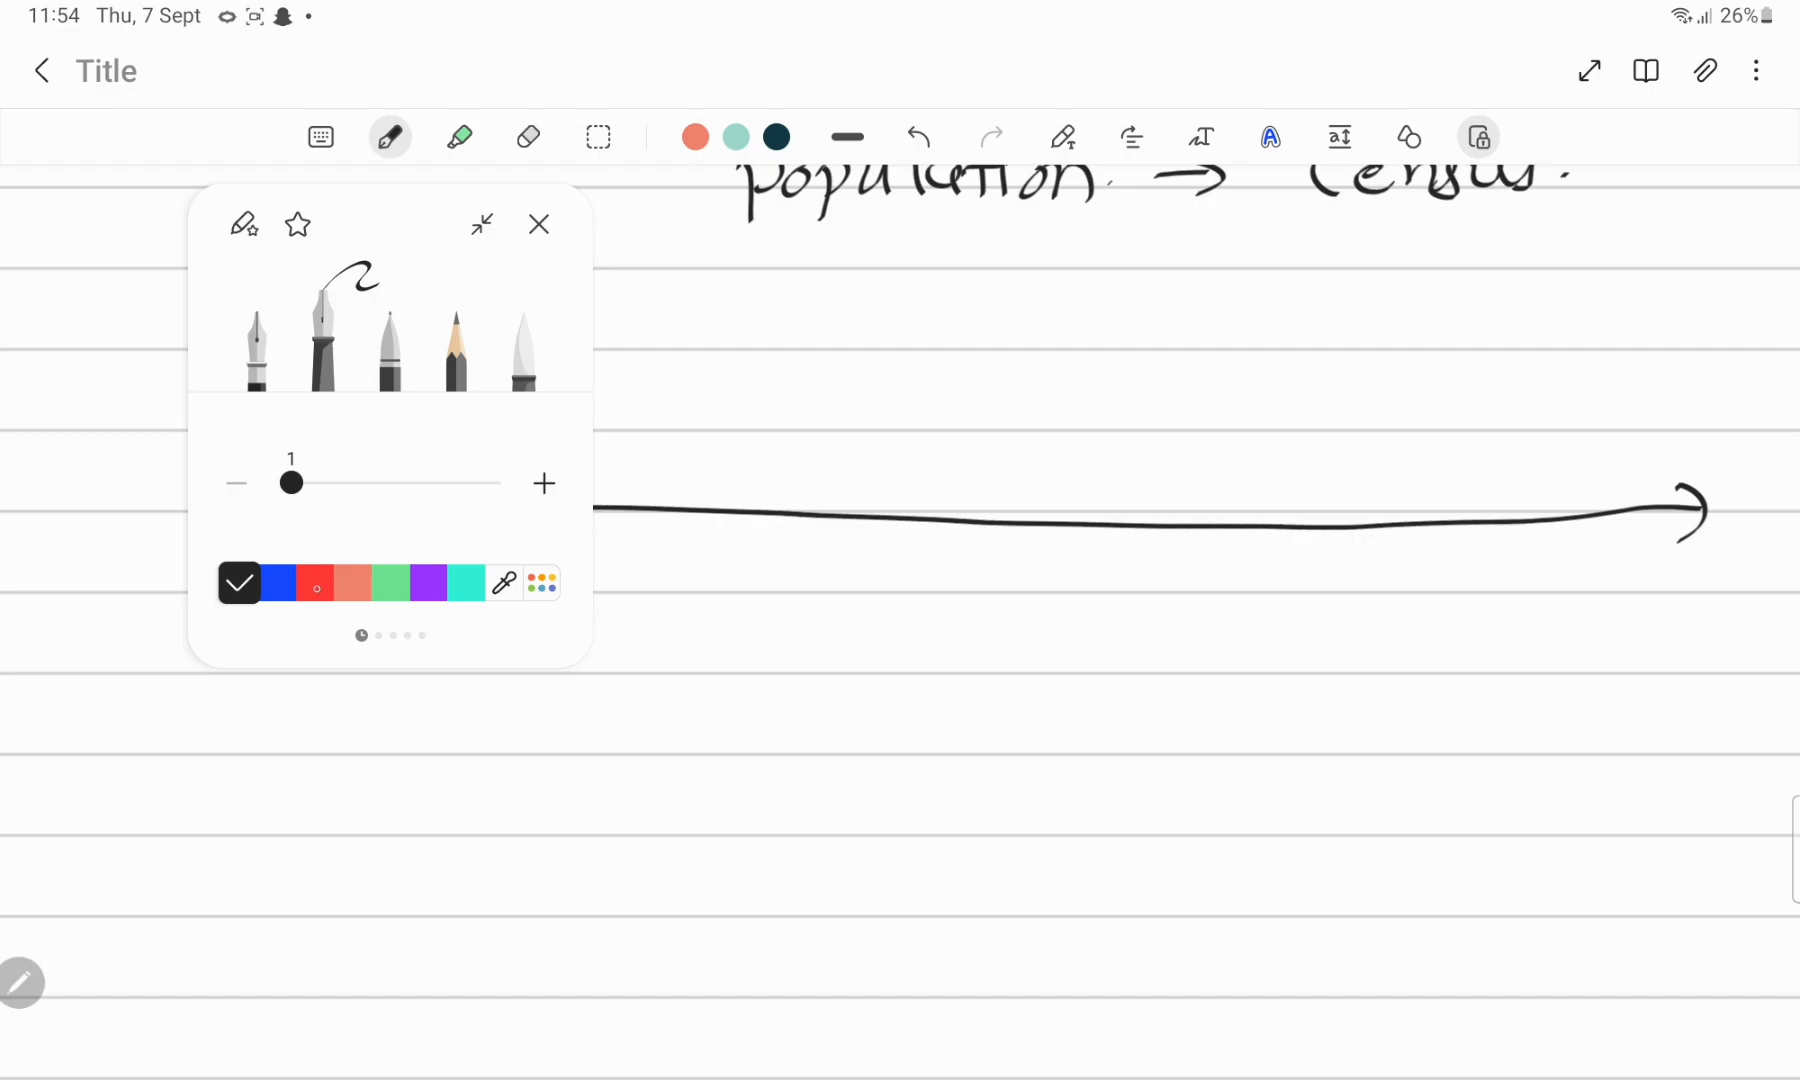 11:54 Thu, 7 Sept 26%
Title
population. → Census.
1